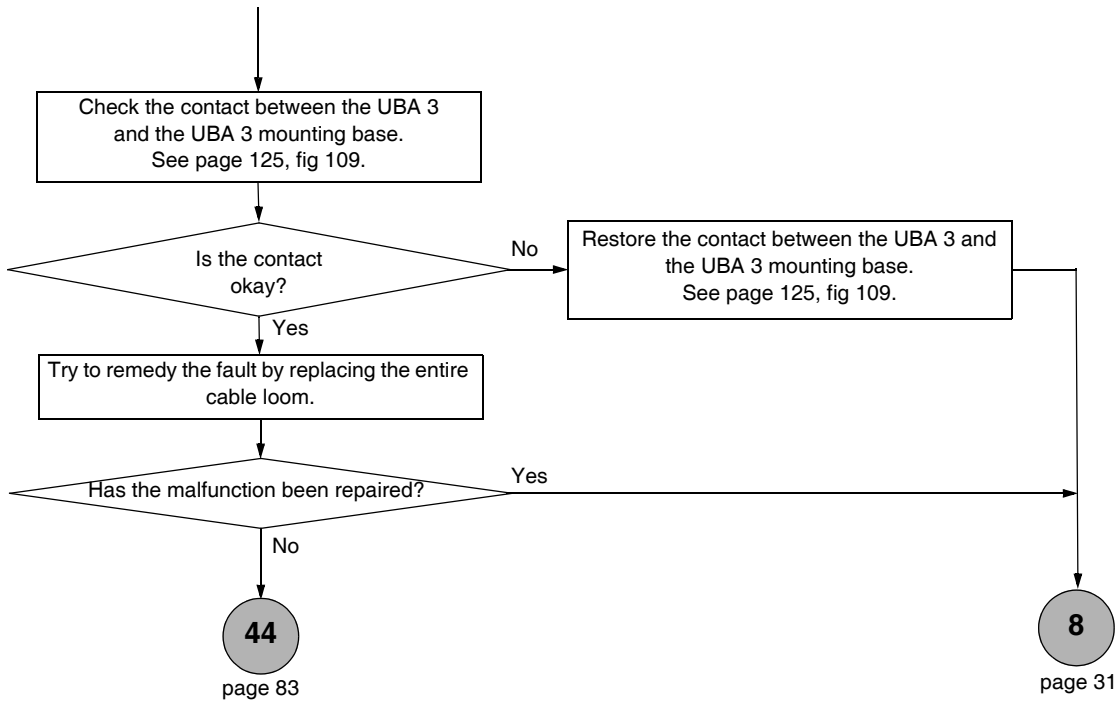 Check the contact between the UBA 3
and the UBA 3 mounting base.
See page 125, fig 109.
Is the contact
okay?
No
Restore the contact between the UBA 3 and
the UBA 3 mounting base.
See page 125, fig 109.
Yes
Try to remedy the fault by replacing the entire
cable loom.
Has the malfunction been repaired?
Yes
No
44
page 83
8
page 31